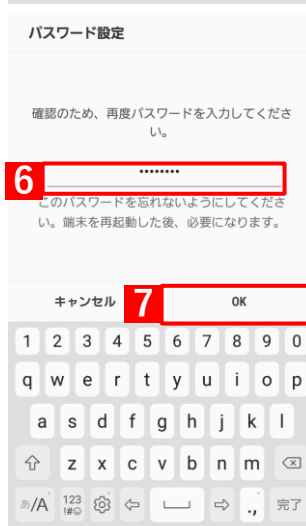 パスワード設定
確認のため、再度パスワードを入力してくださ
い。
6
••••••••
このパスワードを忘れないようにしてくださ
い。端末を再起動した後、必要になります。
キャンセル 7 OK
1 2 3 4 5 6 7 8 9 0
q w e r t y u i o p
a s d f g h j k l
z x c v b n m
あ/A 123 !#☺ ., 完了